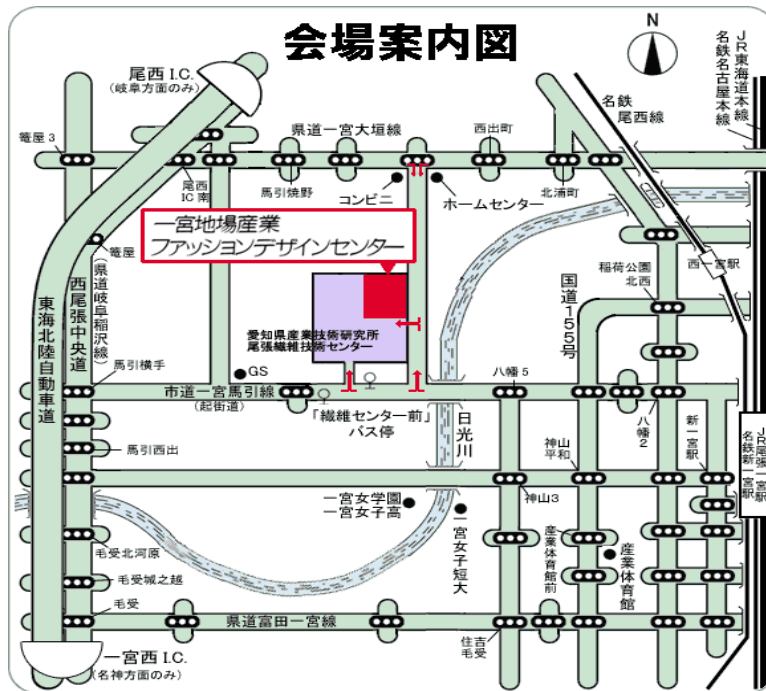 会場案内図
N
尾西 I.C.
(岐阜方面のみ)
名鉄
尾西線
JR東海道本線
名鉄名古屋本線
篭屋 3
県道一宮大垣線
西出町
尾西
IC 南
馬引焼野
コンビニ
ホームセンター
北浦町
一宮地場産業
ファッションデザインセンター
篭屋
西一宮駅
稲荷公園
北西
国道155号
東海北陸自動車道
西尾張中央道
(県道岐阜稲沢線)
愛知県産業技術研究所
尾張繊維技術センター
馬引横手
GS
市道一宮馬引線
(起街道)
八幡 5
「繊維センター前」
バス停
日光川
八幡 2
新一宮駅
JR尾張一宮駅
名鉄新一宮駅
馬引西出
神山
平和
神山3
一宮女学園
一宮女子高
一宮女子短大
産業体育館前
産業体育館
毛受北河原
毛受城之越
毛受
県道富田一宮線
住吉
毛受
一宮西 I.C.
(名神方面のみ)